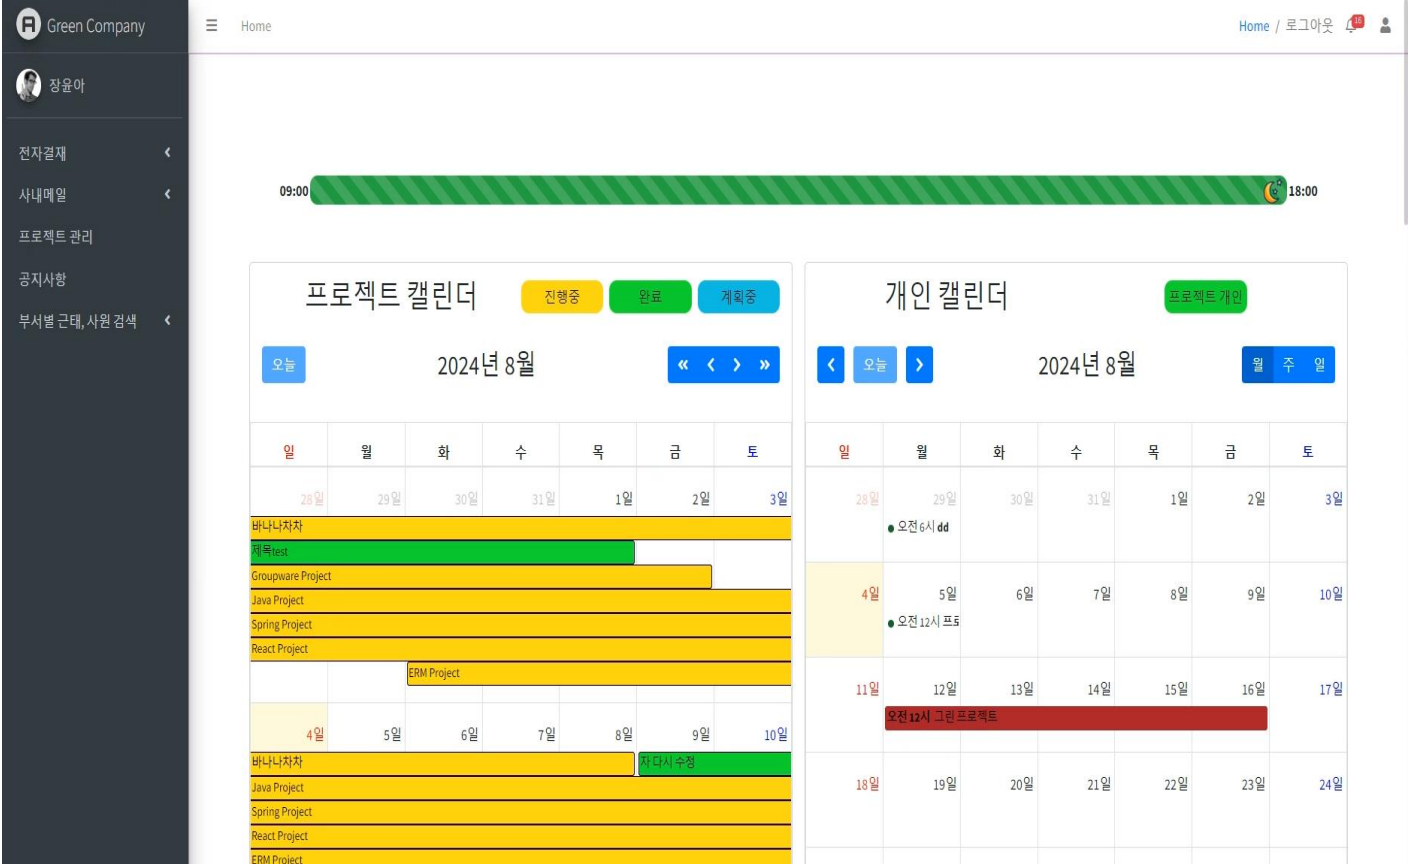 Green Company
Home
Home / 로그아웃
16
장윤아
전자결재
사내메일
프로젝트 관리
공지사항
부서별 근태, 사원 검색
09:00
18:00
프로젝트 캘린더
진행중
완료
계획중
오늘
2024년 8월
« ‹ › »
일 월 화 수 목 금 토
28일 29일 30일 31일 1일 2일 3일
바나나차차
제목test
Groupware Project
Java Project
Spring Project
React Project
ERM Project
4일 5일 6일 7일 8일 9일 10일
바나나차차
자 다시 수정
Java Project
Spring Project
React Project
ERM Project
개인 캘린더
프로젝트 개인
‹ 오늘 ›
2024년 8월
월 주 일
일 월 화 수 목 금 토
28일 29일 30일 31일 1일 2일 3일
오전 6시 dd
4일 5일 6일 7일 8일 9일 10일
오전 12시 프로
11일 12일 13일 14일 15일 16일 17일
오전 12시 그린 프로젝트
18일 19일 20일 21일 22일 23일 24일